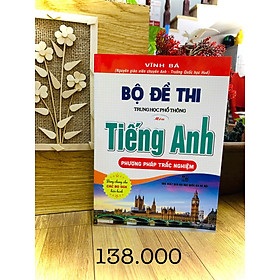 VĨNH BÁ
(Nguyên giáo viên chuyên Anh - Trường Quốc học Huế)
BỘ ĐỀ THI
TRUNG HỌC PHỔ THÔNG
Môn
Tiếng Anh
PHƯƠNG PHÁP TRẮC NGHIỆM
138.000